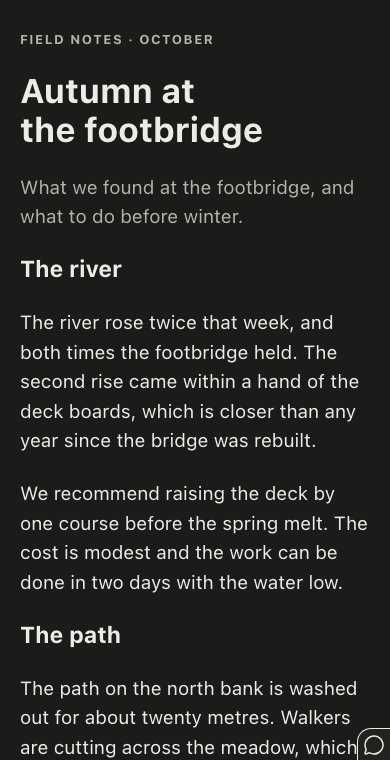 FIELD NOTES · OCTOBER
Autumn at
the footbridge
What we found at the footbridge, and
what to do before winter.
The river
The river rose twice that week, and
both times the footbridge held. The
second rise came within a hand of the
deck boards, which is closer than any
year since the bridge was rebuilt.
We recommend raising the deck by
one course before the spring melt. The
cost is modest and the work can be
done in two days with the water low.
The path
The path on the north bank is washed
out for about twenty metres. Walkers
are cutting across the meadow, which